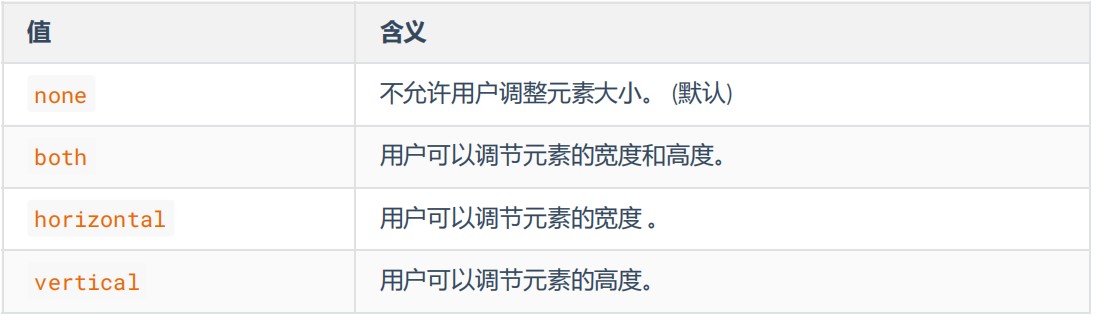 值 含义
none 不允许用户调整元素大小。 (默认)
both 用户可以调节元素的宽度和高度。
horizontal 用户可以调节元素的宽度 。
vertical 用户可以调节元素的高度。